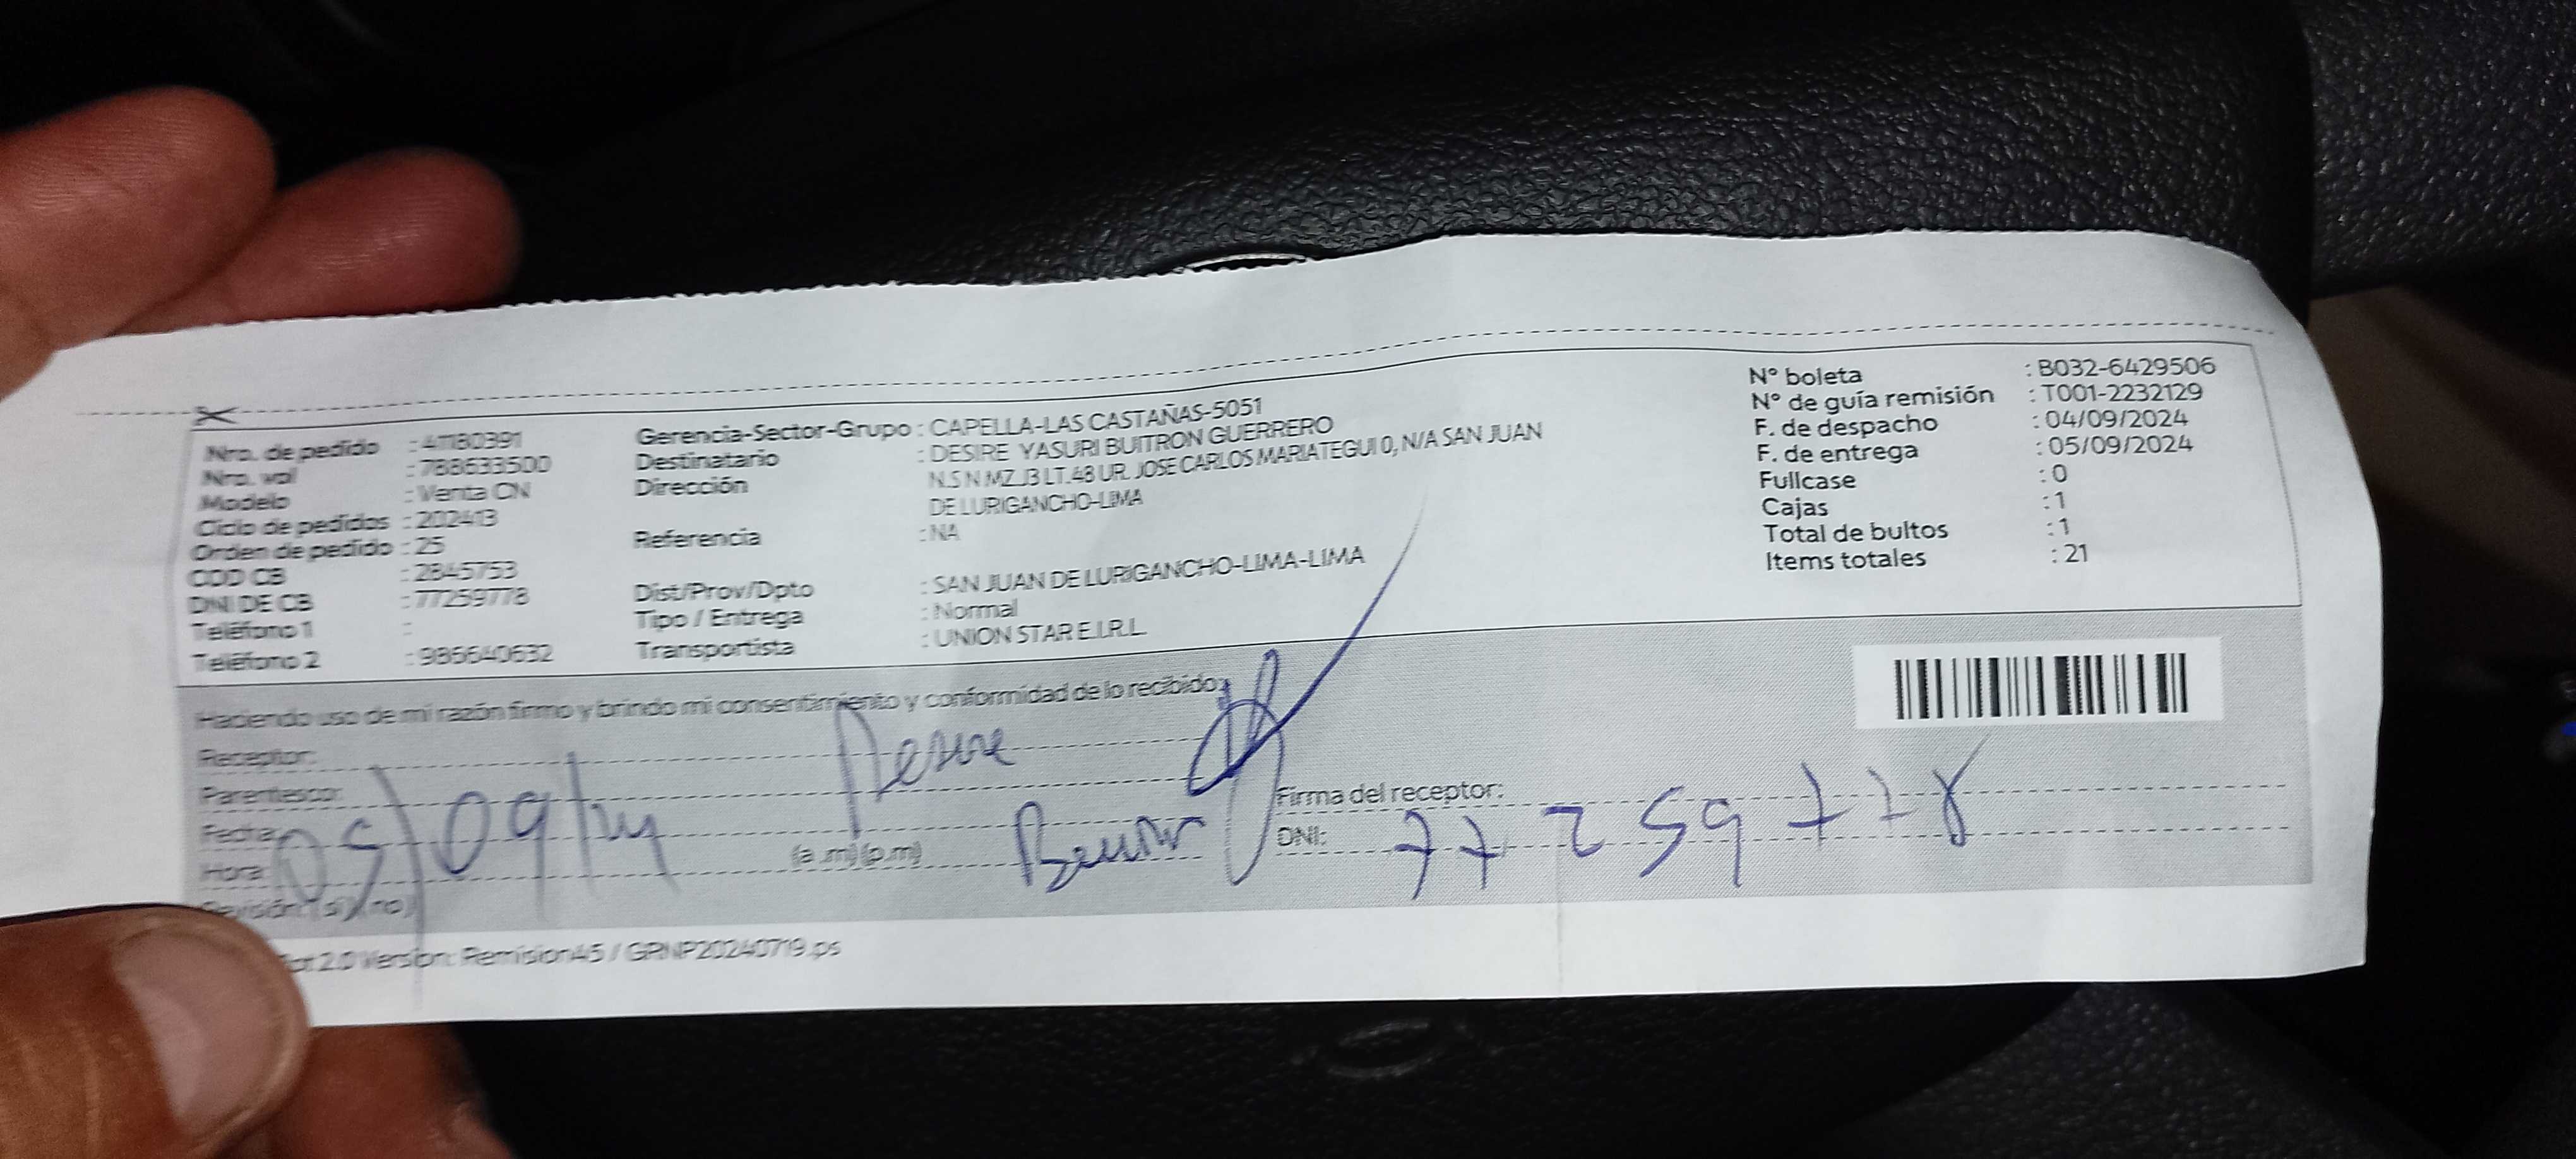 Nro. de pedido : 41180391
Nro. vol : 788633500
Modelo : Venta CN
Ciclo de pedidos : 202413
Orden de pedido : 25
COD CB : 2845753
DNI DE CB : 77259778
Teléfono 1 :
Teléfono 2 : 986640632
Gerencia-Sector-Grupo : CAPELLA-LAS CASTAÑAS-5051
Destinatario : DESIRE YASURI BUITRON GUERRERO
Dirección : N.S N MZ. J3 LT. 48 UR. JOSE CARLOS MARIATEGUI 0, N/A SAN JUAN
DE LURIGANCHO-LIMA
Referencia : NA
Dist/Prov/Dpto : SAN JUAN DE LURIGANCHO-LIMA-LIMA
Tipo / Entrega : Normal
Transportista : UNION STAR E.I.R.L.
N° boleta : B032-6429506
N° de guía remisión : T001-2232129
F. de despacho : 04/09/2024
F. de entrega : 05/09/2024
Fullcase : 0
Cajas : 1
Total de bultos : 1
Items totales : 21
Haciendo uso de mi razón firmo y brindo mi consentimiento y conformidad de lo recibido:
Receptor: Desire
Parentesco:
Fecha: 05/09/24
Hora: (a .m) (p.m)
Revisión: (si) (no)
Firma del receptor:
DNI: 77259778
2.0 Version: Remision45 / GRNP20240719.ps